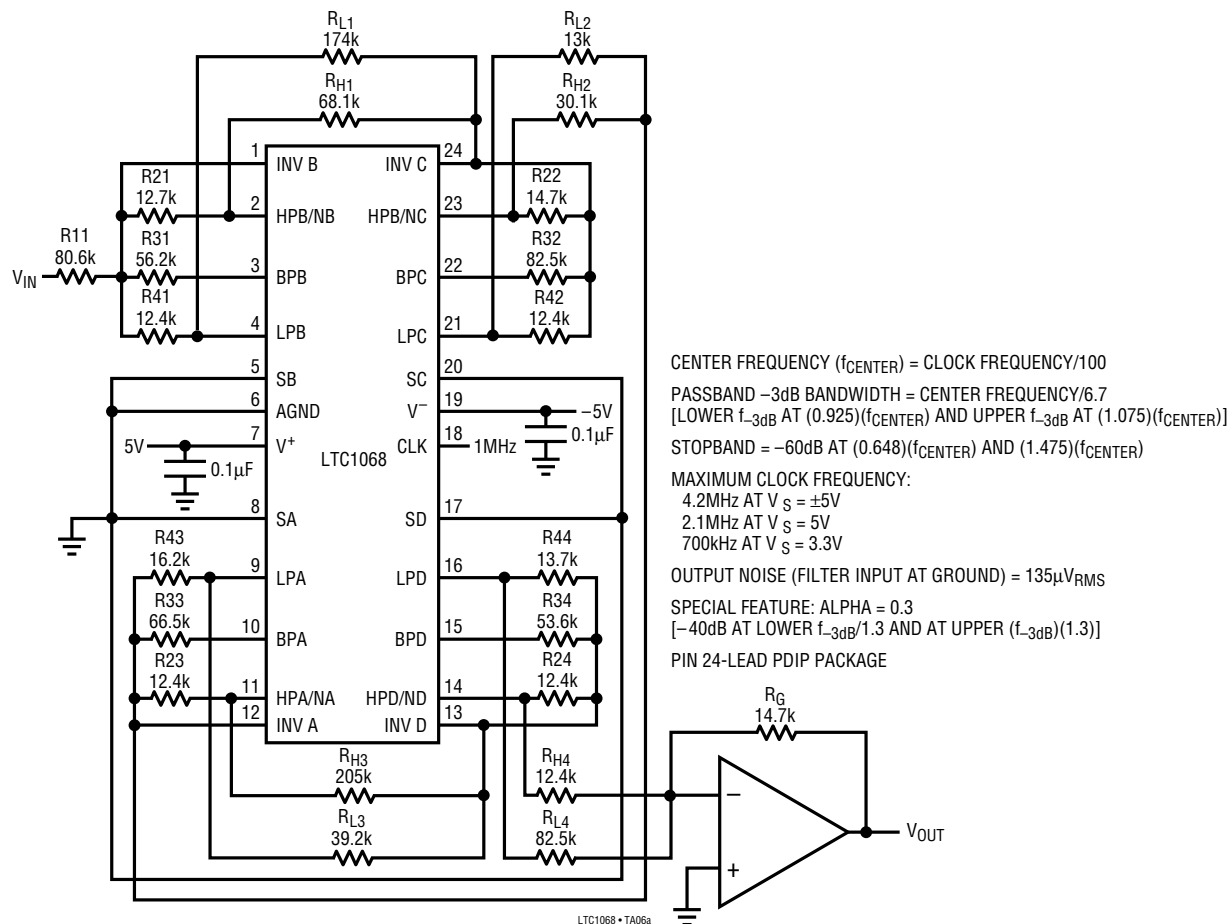 RL1
174k
RL2
13k
RH1
68.1k
RH2
30.1k
1 INV B INV C 24
R21
12.7k
2 HPB/NB HPB/NC 23
R22
14.7k
R11
80.6k
VIN
R31
56.2k
3 BPB BPC 22
R32
82.5k
R41
12.4k
4 LPB LPC 21
R42
12.4k
5 SB SC 20
6 AGND V– 19
–5V
0.1µF
5V
7 V+ CLK 18
1MHz
0.1µF
LTC1068
8 SA SD 17
R43
16.2k
9 LPA LPD 16
R44
13.7k
R33
66.5k
10 BPA BPD 15
R34
53.6k
R23
12.4k
11 HPA/NA HPD/ND 14
R24
12.4k
12 INV A INV D 13
RH3
205k
RL3
39.2k
RH4
12.4k
RL4
82.5k
RG
14.7k
–
+
VOUT
CENTER FREQUENCY (fCENTER) = CLOCK FREQUENCY/100
PASSBAND –3dB BANDWIDTH = CENTER FREQUENCY/6.7
[LOWER f–3dB AT (0.925)(fCENTER) AND UPPER f–3dB AT (1.075)(fCENTER)]
STOPBAND = –60dB AT (0.648)(fCENTER) AND (1.475)(fCENTER)
MAXIMUM CLOCK FREQUENCY:
4.2MHz AT V S = ±5V
2.1MHz AT V S = 5V
700kHz AT V S = 3.3V
OUTPUT NOISE (FILTER INPUT AT GROUND) = 135µVRMS
SPECIAL FEATURE: ALPHA = 0.3
[–40dB AT LOWER f–3dB/1.3 AND AT UPPER (f–3dB)(1.3)]
PIN 24-LEAD PDIP PACKAGE
LTC1068 • TA06a